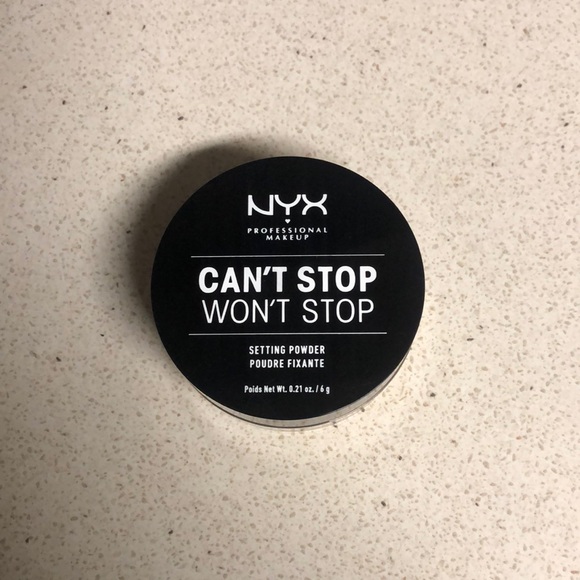 NYX
PROFESSIONAL
MAKEUP
CAN'T STOP
WON'T STOP
SETTING POWDER
POUDRE FIXANTE
Poids Net Wt. 0.21 oz. / 6 g